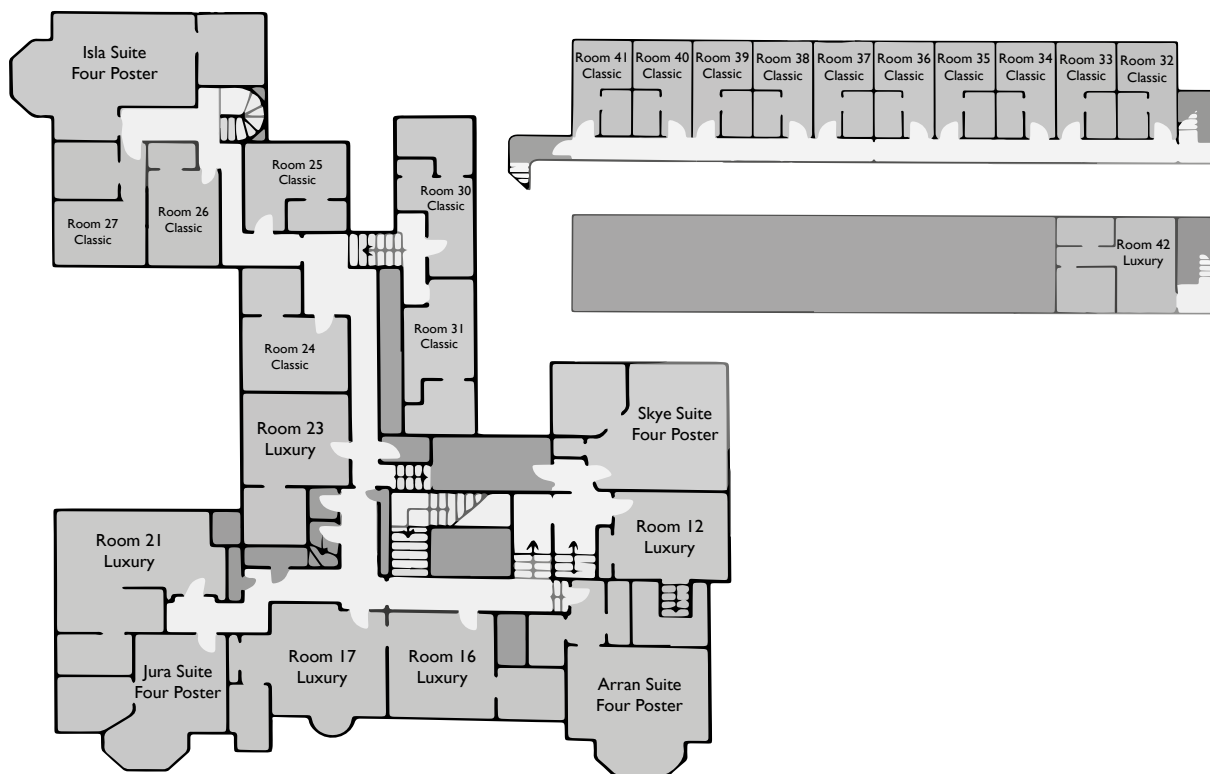 Isla Suite
Four Poster
Room 41
Classic
Room 40
Classic
Room 39
Classic
Room 38
Classic
Room 37
Classic
Room 36
Classic
Room 35
Classic
Room 34
Classic
Room 33
Classic
Room 32
Classic
Room 25
Classic
Room 30
Classic
Room 27
Classic
Room 26
Classic
Room 42
Luxury
Room 31
Classic
Room 24
Classic
Skye Suite
Four Poster
Room 23
Luxury
Room 21
Luxury
Room 12
Luxury
Jura Suite
Four Poster
Room 17
Luxury
Room 16
Luxury
Arran Suite
Four Poster